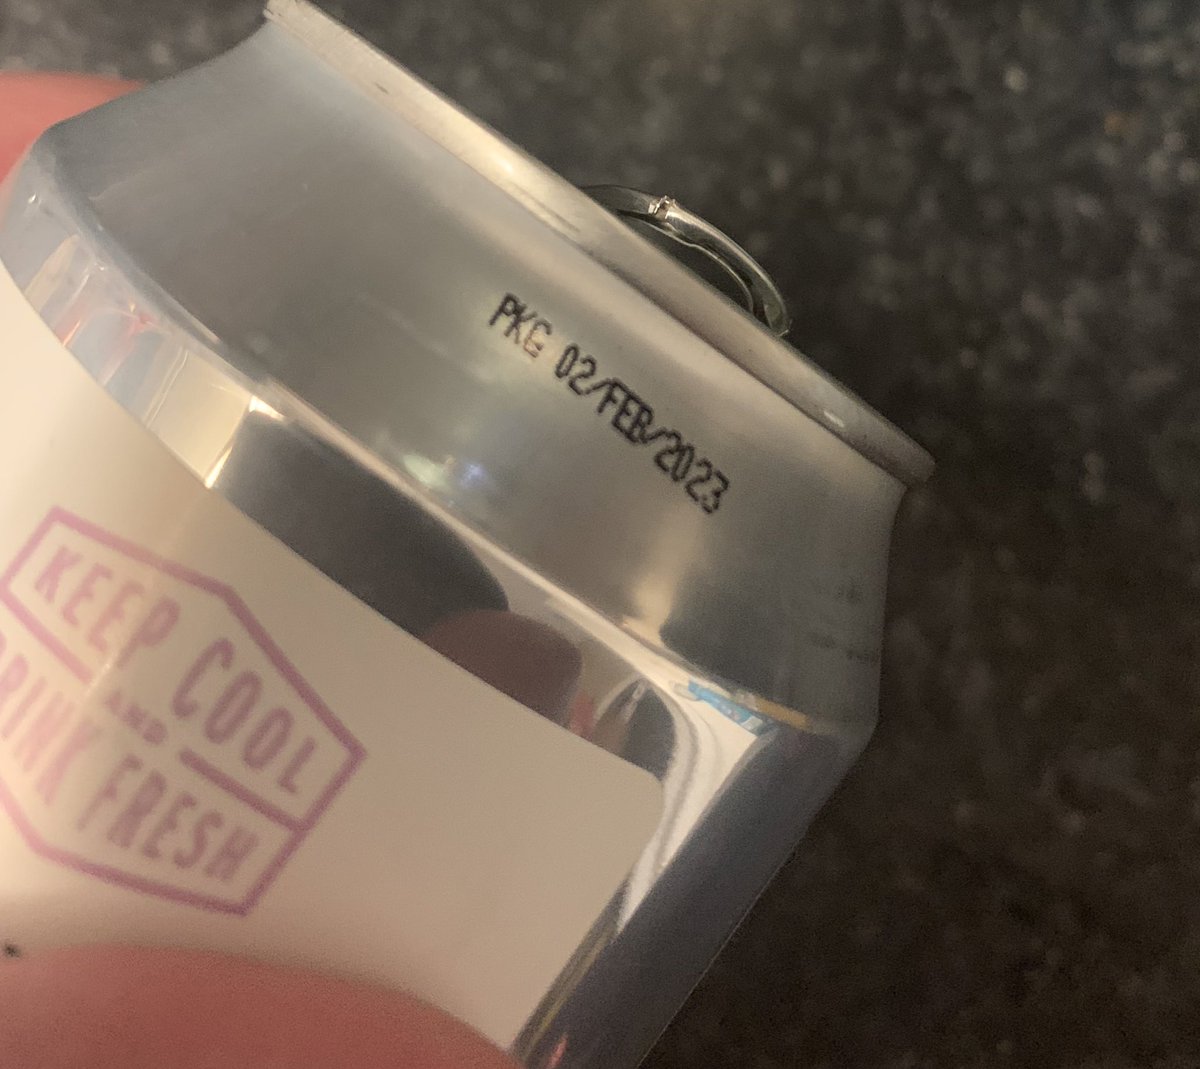 PKG 02/FEB/2023
KEEP COOL
AND
DRINK FRESH